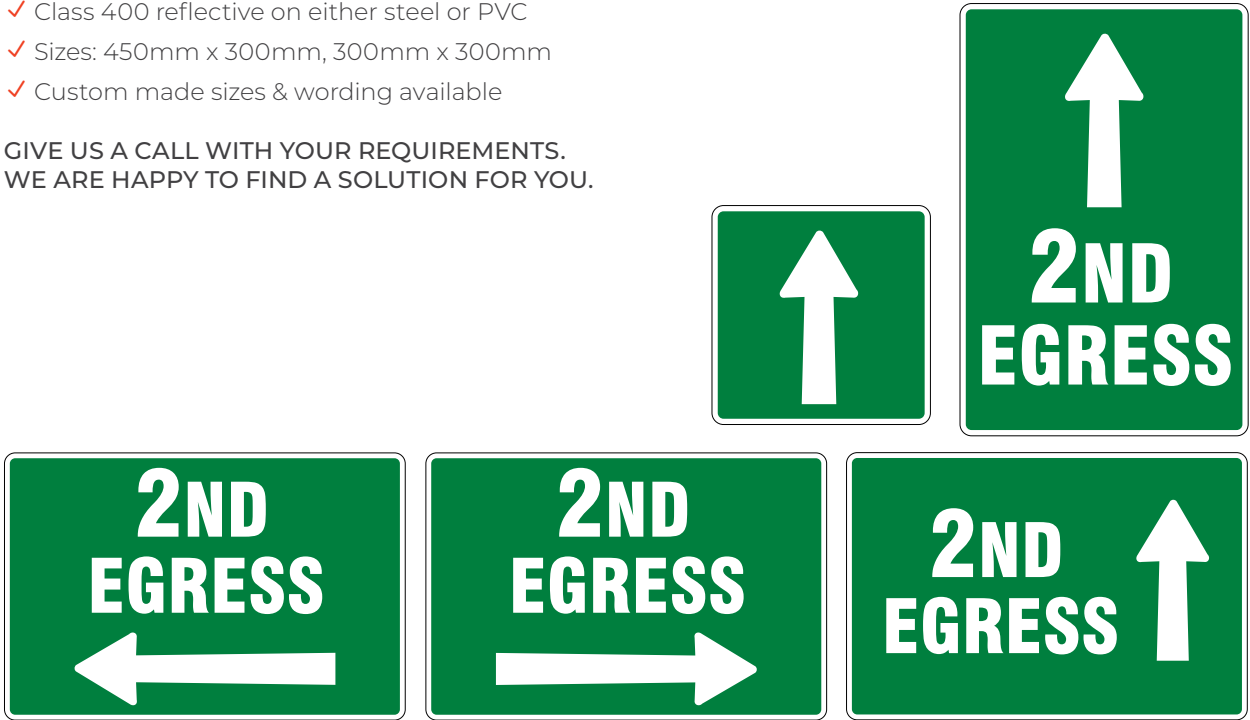 Class 400 reflective on either steel or PVC
Sizes: 450mm x 300mm, 300mm x 300mm
Custom made sizes & wording available
GIVE US A CALL WITH YOUR REQUIREMENTS.
WE ARE HAPPY TO FIND A SOLUTION FOR YOU.
2ND
EGRESS
2ND
EGRESS
2ND
EGRESS
2ND
EGRESS